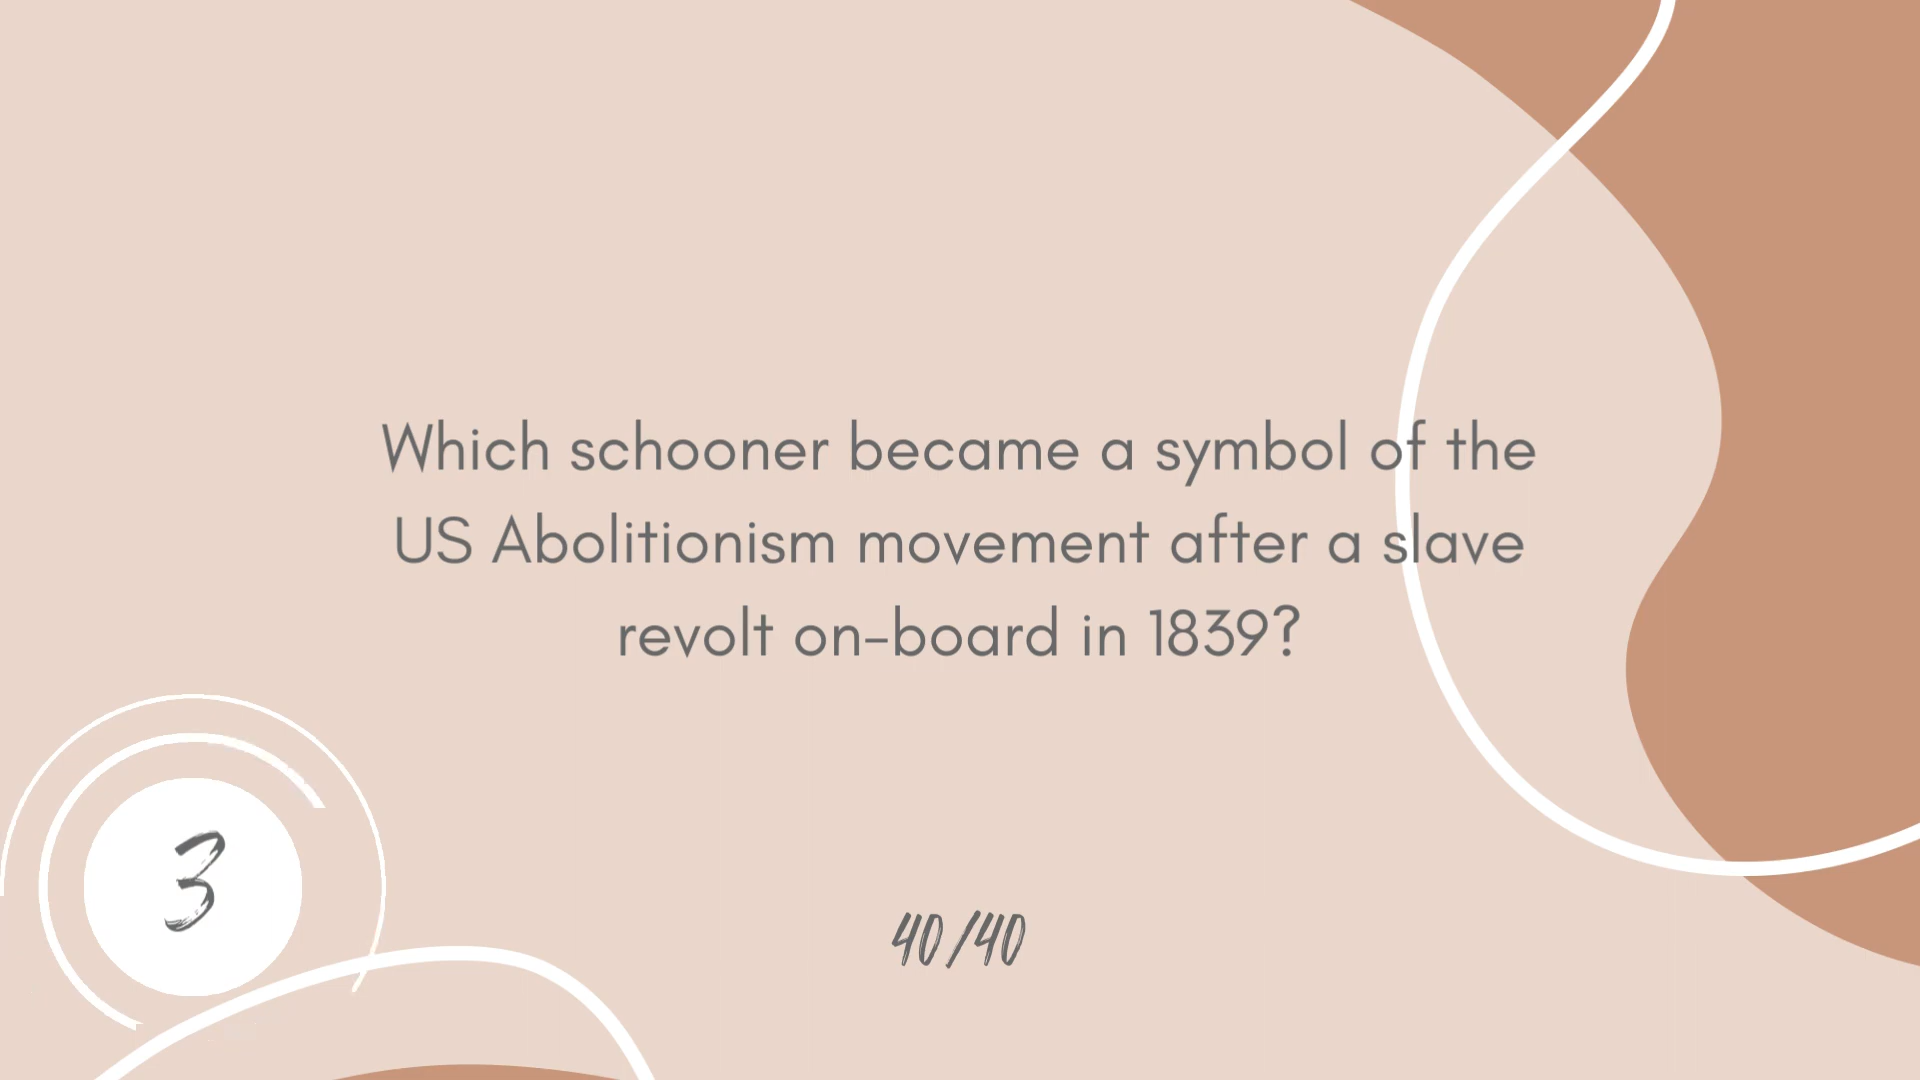 Which schooner became a symbol of the
US Abolitionism movement after a slave
revolt on-board in 1839?
3
40/40